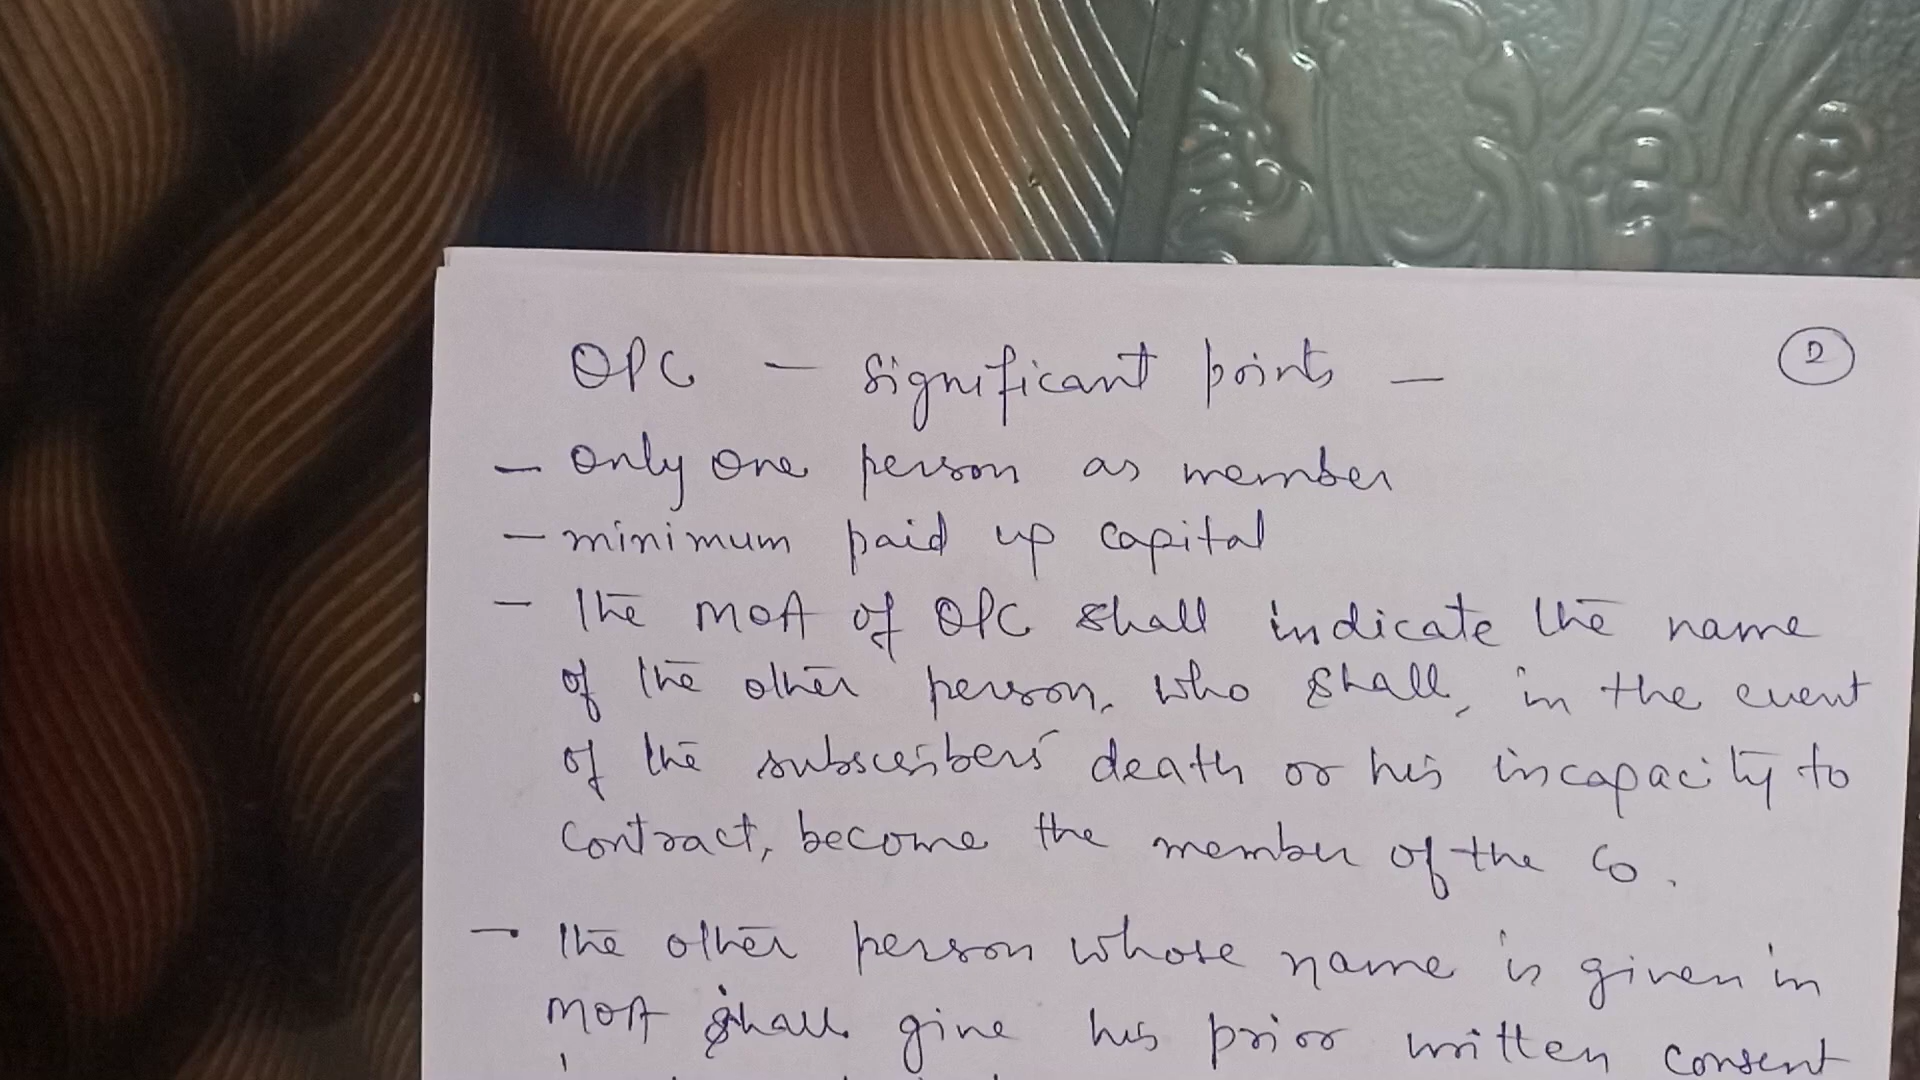 OPC - Significant points -
2
- Only One person as member
- minimum paid up capital
- The MOA of OPC shall indicate the name
of the other person, who shall, in the event
of the subscribers' death or his incapacity to
contract, become the member of the Co.
- The other person whose name is given in
MOA shall give his prior written consent